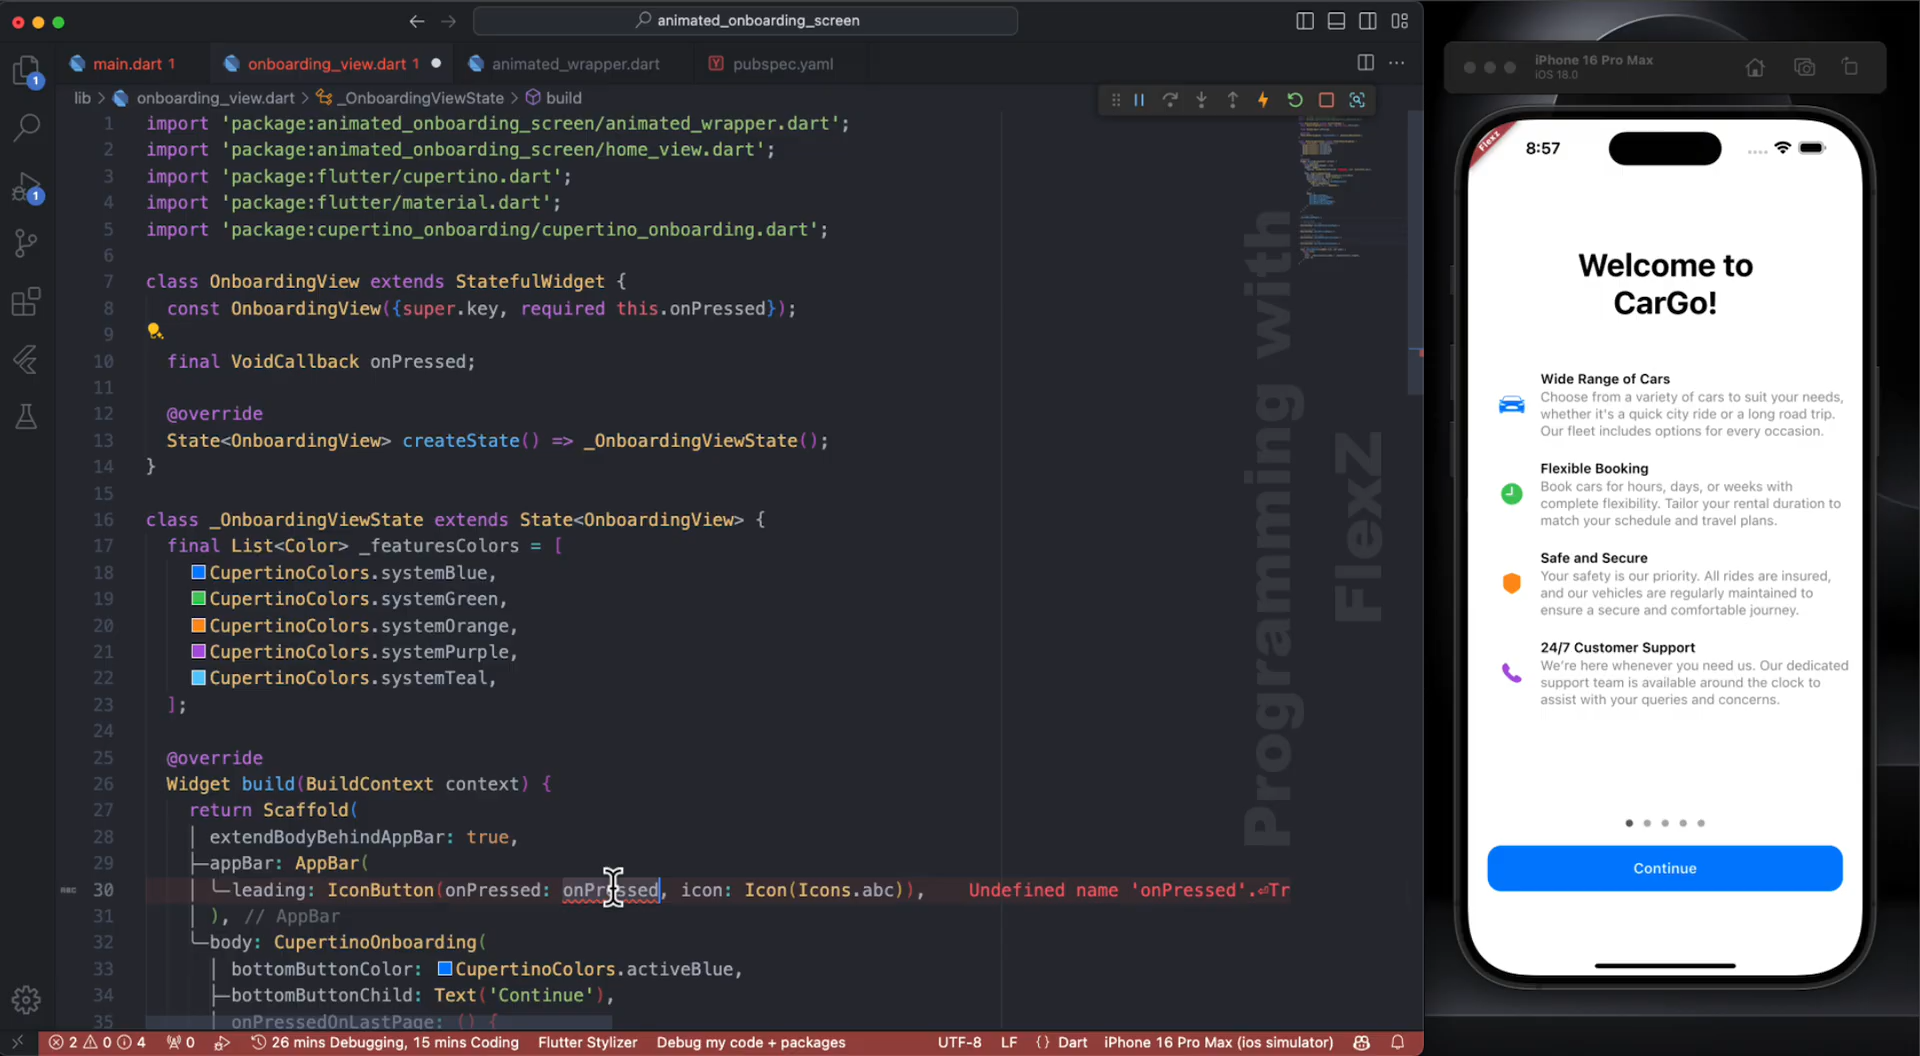 animated_onboarding_screen
main.dart 1
onboarding_view.dart 1
animated_wrapper.dart
pubspec.yaml
lib > onboarding_view.dart > _OnboardingViewState > build
1 import 'package:animated_onboarding_screen/animated_wrapper.dart';
2 import 'package:animated_onboarding_screen/home_view.dart';
3 import 'package:flutter/cupertino.dart';
4 import 'package:flutter/material.dart';
5 import 'package:cupertino_onboarding/cupertino_onboarding.dart';
6
7 class OnboardingView extends StatefulWidget {
8 const OnboardingView({super.key, required this.onPressed});
9
10 final VoidCallback onPressed;
11
12 @override
13 State<OnboardingView> createState() => _OnboardingViewState();
14 }
15
16 class _OnboardingViewState extends State<OnboardingView> {
17 final List<Color> _featuresColors = [
18 CupertinoColors.systemBlue,
19 CupertinoColors.systemGreen,
20 CupertinoColors.systemOrange,
21 CupertinoColors.systemPurple,
22 CupertinoColors.systemTeal,
23 ];
24
25 @override
26 Widget build(BuildContext context) {
27 return Scaffold(
28 extendBodyBehindAppBar: true,
29 appBar: AppBar(
30 leading: IconButton(onPressed: onPressed, icon: Icon(Icons.abc)), Undefined name 'onPressed'.⏎Tr
31 ), // AppBar
32 body: CupertinoOnboarding(
33 bottomButtonColor: CupertinoColors.activeBlue,
34 bottomButtonChild: Text('Continue'),
35 onPressedOnLastPage: () {
Programming with
FlexZ
1
1
ABC
2 0 4 0 26 mins Debugging, 15 mins Coding Flutter Stylizer Debug my code + packages UTF-8 LF {} Dart iPhone 16 Pro Max (ios simulator)
iPhone 16 Pro Max
iOS 18.0
FlexZ
8:57
Welcome to
CarGo!
Wide Range of Cars
Choose from a variety of cars to suit your needs,
whether it's a quick city ride or a long road trip.
Our fleet includes options for every occasion.
Flexible Booking
Book cars for hours, days, or weeks with
complete flexibility. Tailor your rental duration to
match your schedule and travel plans.
Safe and Secure
Your safety is our priority. All rides are insured,
and our vehicles are regularly maintained to
ensure a secure and comfortable journey.
24/7 Customer Support
We're here whenever you need us. Our dedicated
support team is available around the clock to
assist with your queries and concerns.
Continue